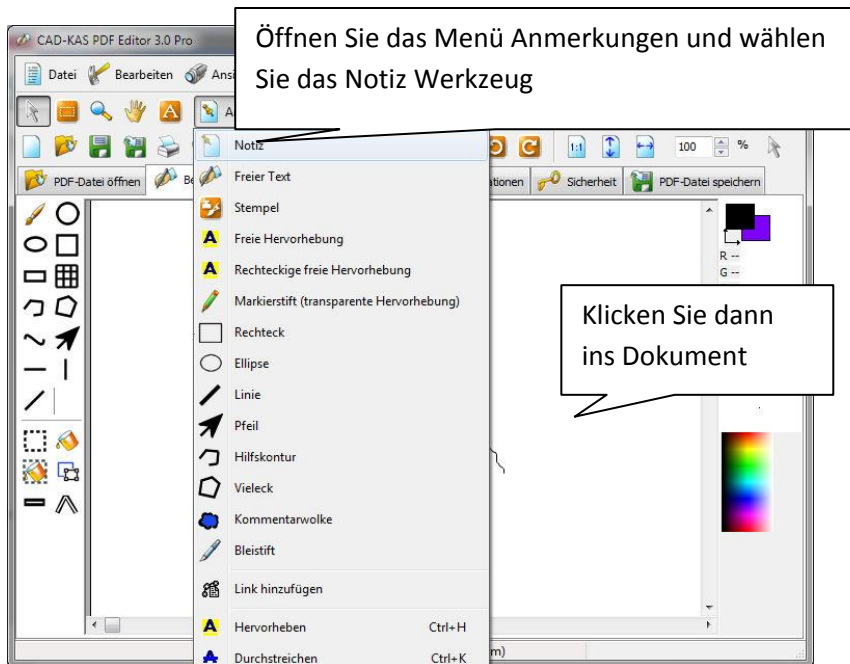 Öffnen Sie das Menü Anmerkungen und wählen
Sie das Notiz Werkzeug
CAD-KAS PDF Editor 3.0 Pro
Datei Bearbeiten
PDF-Datei öffnen
Sicherheit PDF-Datei speichern
100 %
1:1
Notiz
Freier Text
Stempel
Freie Hervorhebung
Rechteckige freie Hervorhebung
Markierstift (transparente Hervorhebung)
Rechteck
Ellipse
Linie
Pfeil
Hilfskontur
Vieleck
Kommentarwolke
Bleistift
Link hinzufügen
Hervorheben Ctrl+H
Durchstreichen Ctrl+K
R --
G --
Klicken Sie dann
ins Dokument